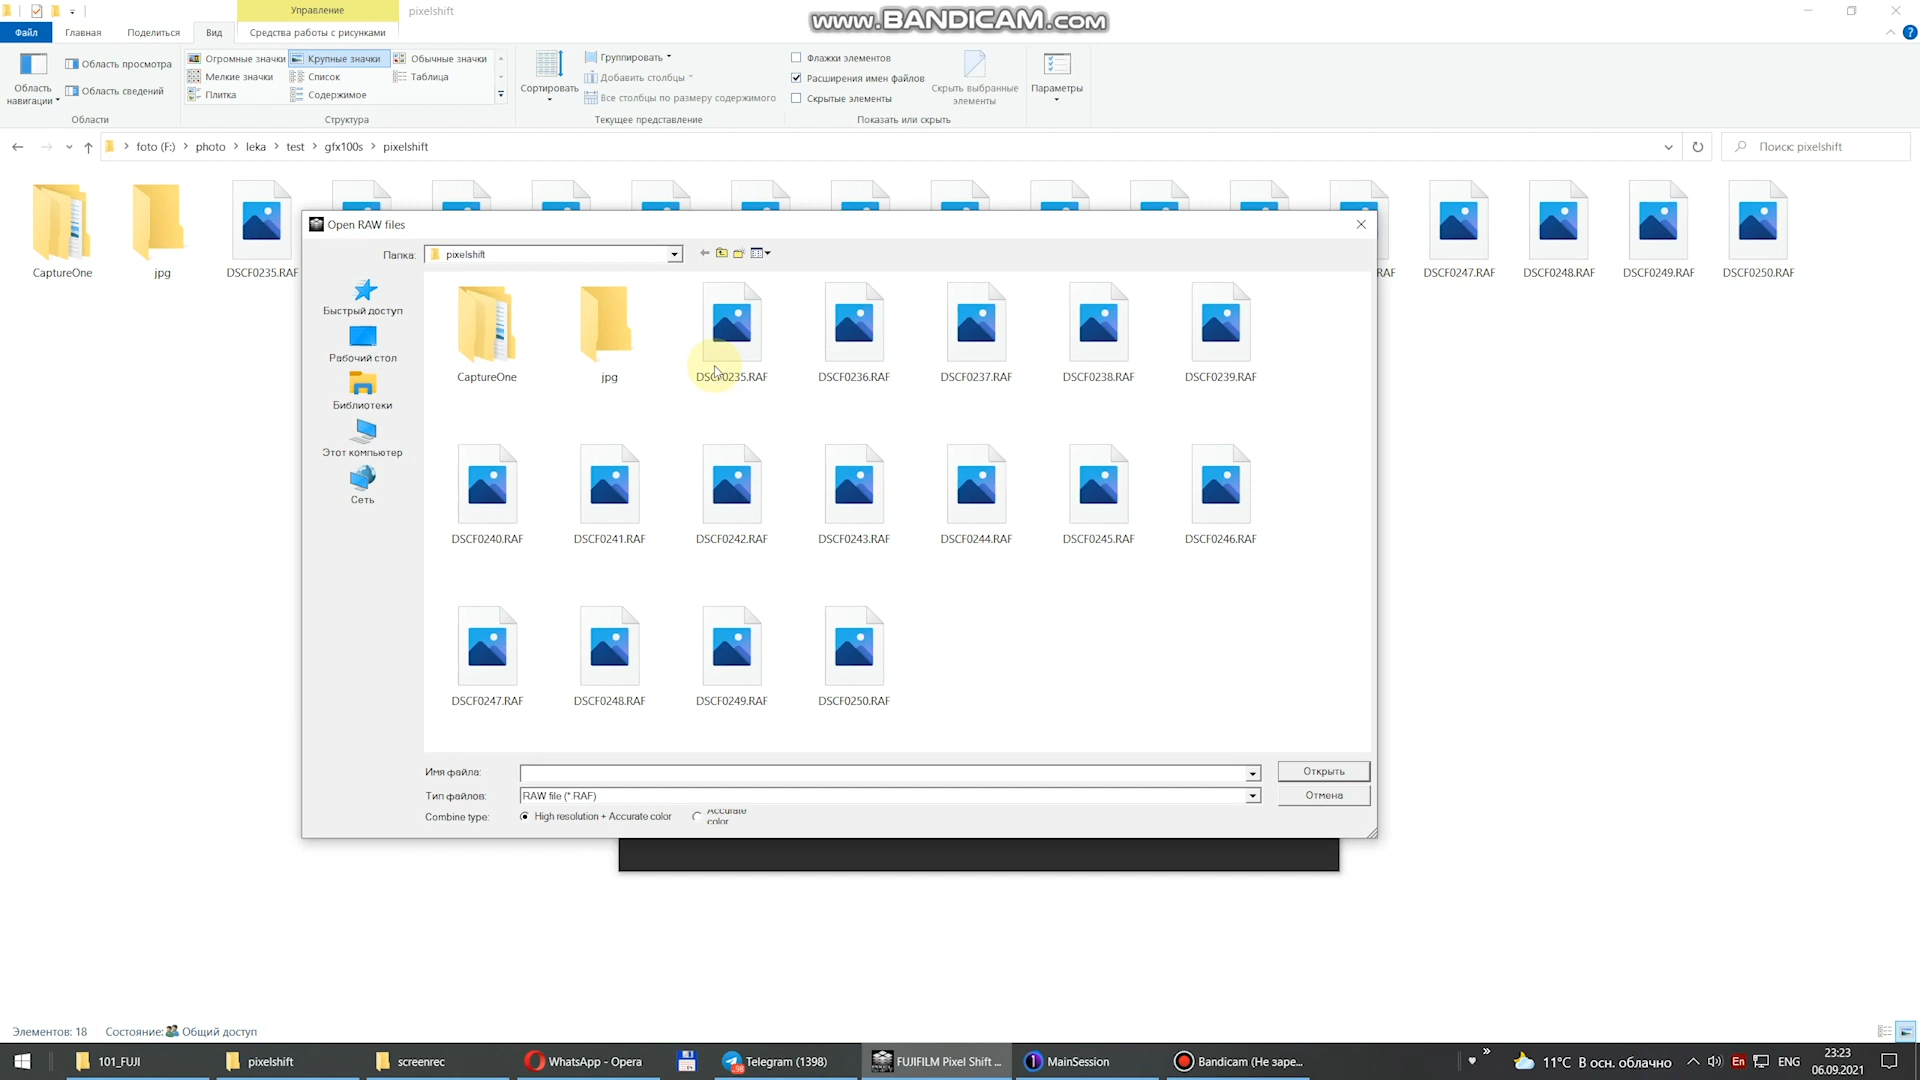 Управление
pixelshift
www.BANDICAM.com
Файл
Главная
Поделиться
Вид
Средства работы с рисунками
Область навигации
Область просмотра
Область сведений
Области
Огромные значки
Крупные значки
Обычные значки
Мелкие значки
Список
Таблица
Плитка
Содержимое
Структура
Сортировать
Группировать
Добавить столбцы
Все столбцы по размеру содержимого
Текущее представление
Флажки элементов
Расширения имен файлов
Скрытые элементы
Скрыть выбранные
элементы
Показать или скрыть
Параметры
foto (F:) > photo > leka > test > gfx100s > pixelshift
Поиск: pixelshift
CaptureOne
jpg
DSCF0235.RAF
RAF
DSCF0247.RAF
DSCF0248.RAF
DSCF0249.RAF
DSCF0250.RAF
Open RAW files
Папка:
pixelshift
Быстрый доступ
Рабочий стол
Библиотеки
Этот компьютер
Сеть
CaptureOne
jpg
DSCF0235.RAF
DSCF0236.RAF
DSCF0237.RAF
DSCF0238.RAF
DSCF0239.RAF
DSCF0240.RAF
DSCF0241.RAF
DSCF0242.RAF
DSCF0243.RAF
DSCF0244.RAF
DSCF0245.RAF
DSCF0246.RAF
DSCF0247.RAF
DSCF0248.RAF
DSCF0249.RAF
DSCF0250.RAF
Имя файла:
Открыть
Тип файлов:
RAW file (*.RAF)
Отмена
Combine type:
High resolution + Accurate color
Accurate
color
Элементов: 18
Состояние:
Общий доступ
101_FUJI
pixelshift
screenrec
WhatsApp - Opera
Telegram (1398)
FUJIFILM Pixel Shift ...
MainSession
Bandicam (Не заре...
11°C В осн. облачно
En
ENG
23:23
06.09.2021